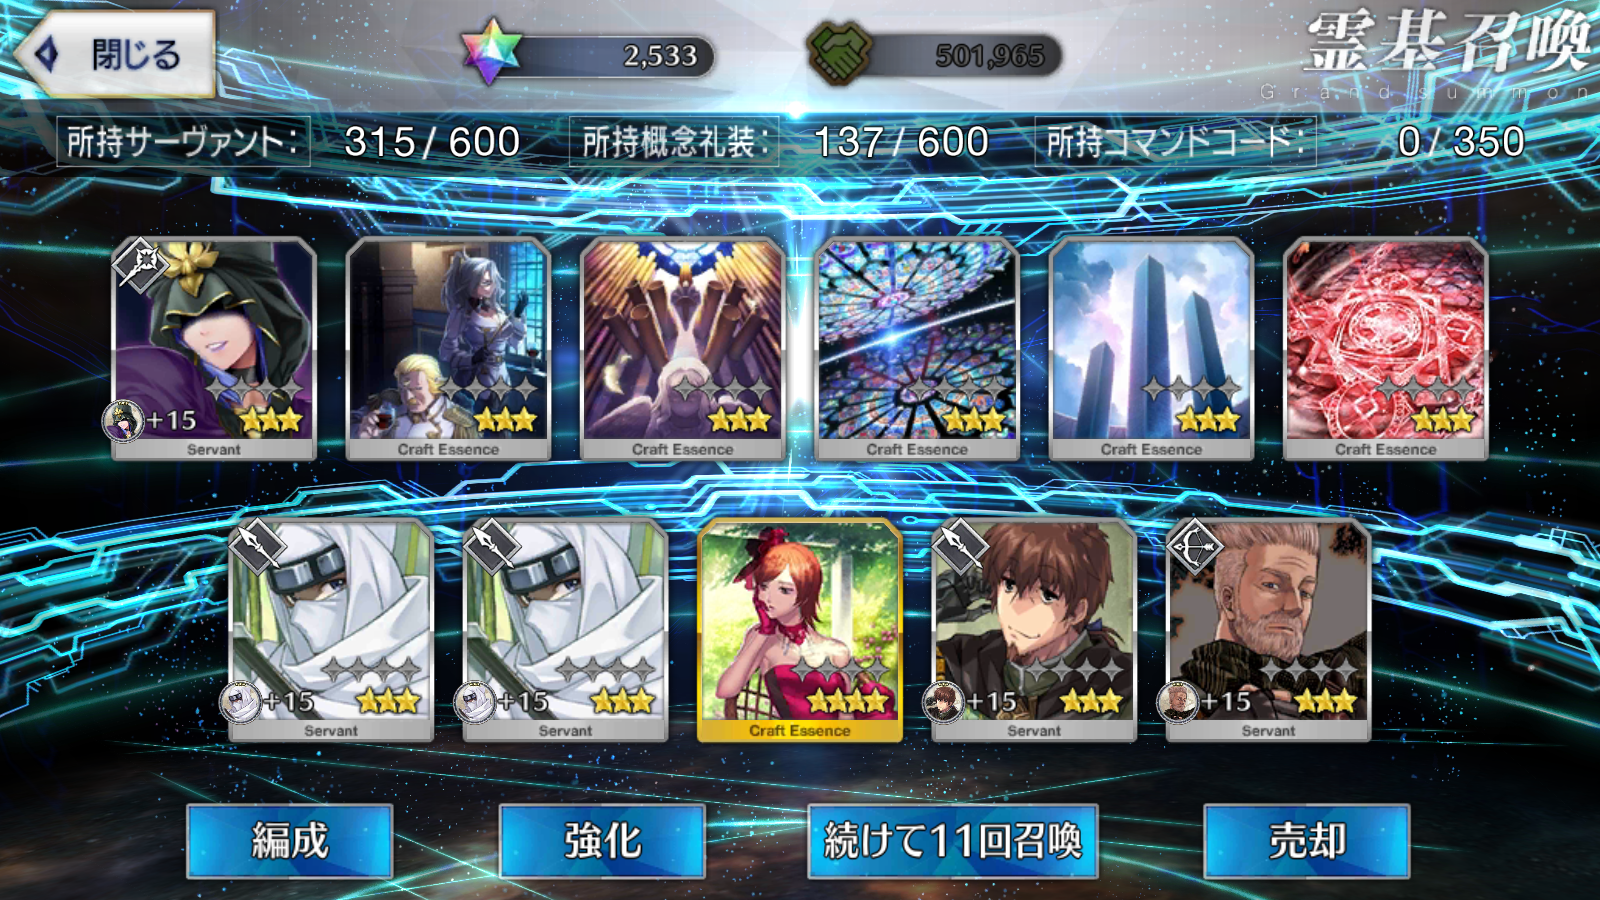 閉じる
2,533
501,965
霊基召喚
Grand summon
所持サーヴァント: 315 / 600
所持概念礼装: 137 / 600
所持コマンドコード: 0 / 350
+15
Servant
Craft Essence
Craft Essence
Craft Essence
Craft Essence
Craft Essence
+15
Servant
+15
Servant
Craft Essence
+15
Servant
+15
Servant
編成
強化
続けて11回召喚
売却